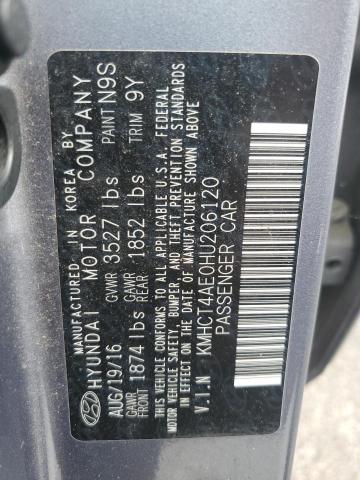 MANUFACTURED IN KOREA BY
HYUNDAI MOTOR COMPANY
AUG/19/16 GVWR 3527 lbs PAINT N9S
GAWR FRONT 1874 lbs GAWR REAR 1852 lbs TRIM 9Y
THIS VEHICLE CONFORMS TO ALL APPLICABLE U.S.A. FEDERAL
MOTOR VEHICLE SAFETY, BUMPER, AND THEFT PREVENTION STANDARDS
IN EFFECT ON THE DATE OF MANUFACTURE SHOWN ABOVE
V.I.N KMHCT4AE0HU206120
PASSENGER CAR